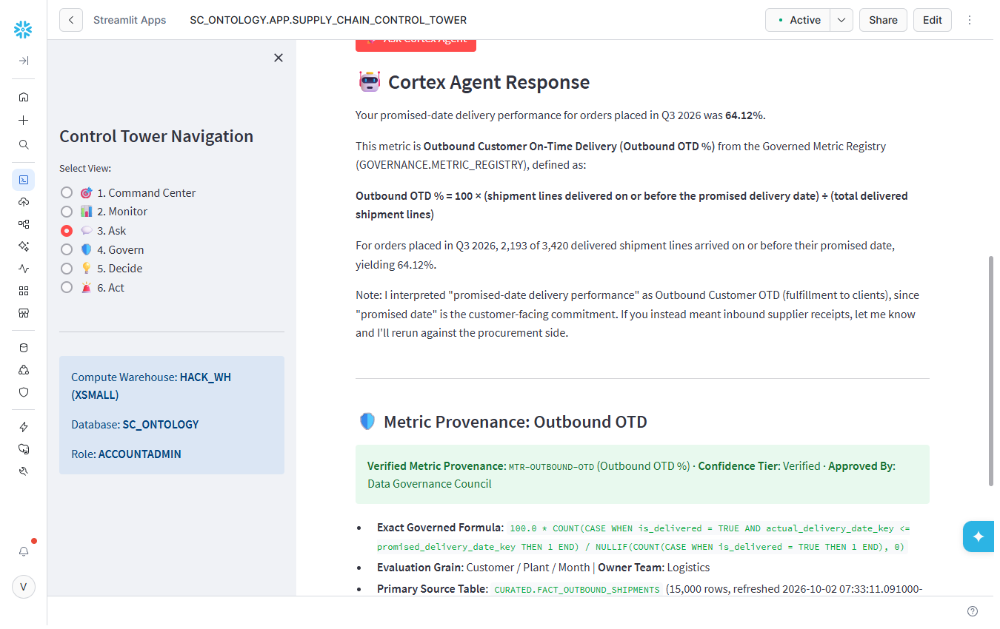 Streamlit Apps
SC_ONTOLOGY.APP.SUPPLY_CHAIN_CONTROL_TOWER
Active
Share
Edit
Control Tower Navigation
Select View:
1. Command Center
2. Monitor
3. Ask
4. Govern
5. Decide
6. Act
Compute Warehouse: HACK_WH
(XSMALL)
Database: SC_ONTOLOGY
Role: ACCOUNTADMIN
V
Ask Cortex Agent
Cortex Agent Response
Your promised-date delivery performance for orders placed in Q3 2026 was 64.12%.
This metric is Outbound Customer On-Time Delivery (Outbound OTD %) from the Governed Metric Registry
(GOVERNANCE.METRIC_REGISTRY), defined as:
Outbound OTD % = 100 × (shipment lines delivered on or before the promised delivery date) ÷ (total delivered
shipment lines)
For orders placed in Q3 2026, 2,193 of 3,420 delivered shipment lines arrived on or before their promised date,
yielding 64.12%.
Note: I interpreted "promised-date delivery performance" as Outbound Customer OTD (fulfillment to clients), since
"promised date" is the customer-facing commitment. If you instead meant inbound supplier receipts, let me know
and I'll rerun against the procurement side.
Metric Provenance: Outbound OTD
Verified Metric Provenance: MTR-OUTBOUND-OTD (Outbound OTD %) · Confidence Tier: Verified · Approved By:
Data Governance Council
• Exact Governed Formula: 100.0 * COUNT(CASE WHEN is_delivered = TRUE AND actual_delivery_date_key <=
promised_delivery_date_key THEN 1 END) / NULLIF(COUNT(CASE WHEN is_delivered = TRUE THEN 1 END), 0)
• Evaluation Grain: Customer / Plant / Month | Owner Team: Logistics
• Primary Source Table: CURATED.FACT_OUTBOUND_SHIPMENTS (15,000 rows, refreshed 2026-10-02 07:33:11.091000-